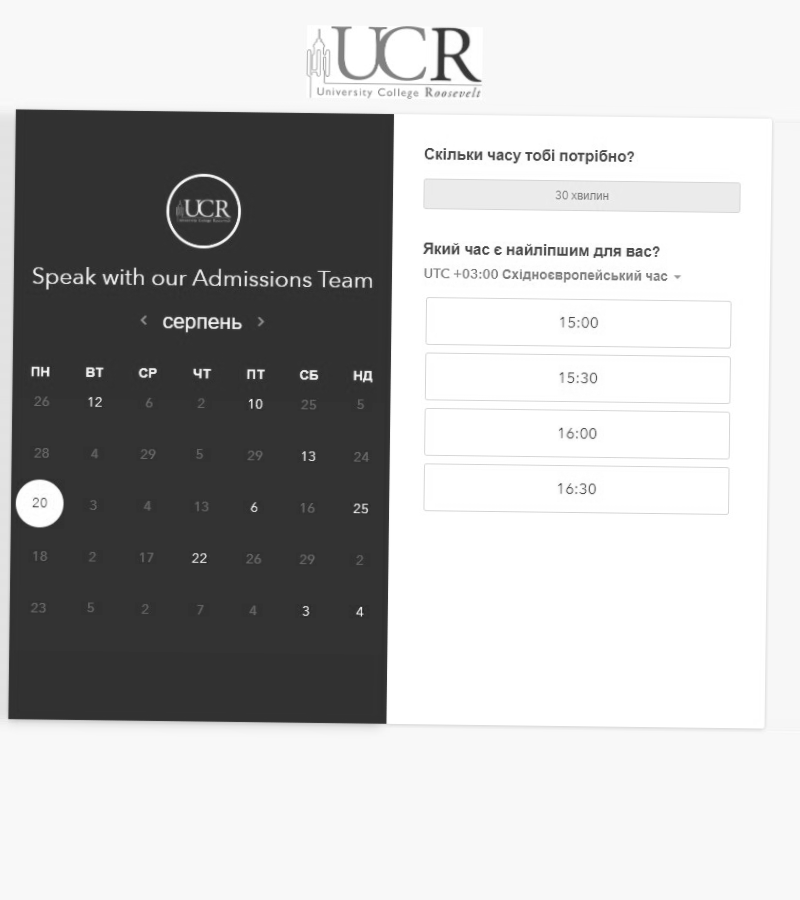 UCR
University College Roosevelt
UCR
Speak with our Admissions Team
серпень
ПН ВТ СР ЧТ ПТ СБ НД
26 12 6 2 10 25 5
28 4 29 5 29 13 24
20 3 4 13 6 16 25
18 2 17 22 26 29 2
23 5 2 7 4 3 4
Скільки часу тобі потрібно?
30 хвилин
Який час є найліпшим для вас?
UTC +03:00 Східноєвропейський час
15:00
15:30
16:00
16:30